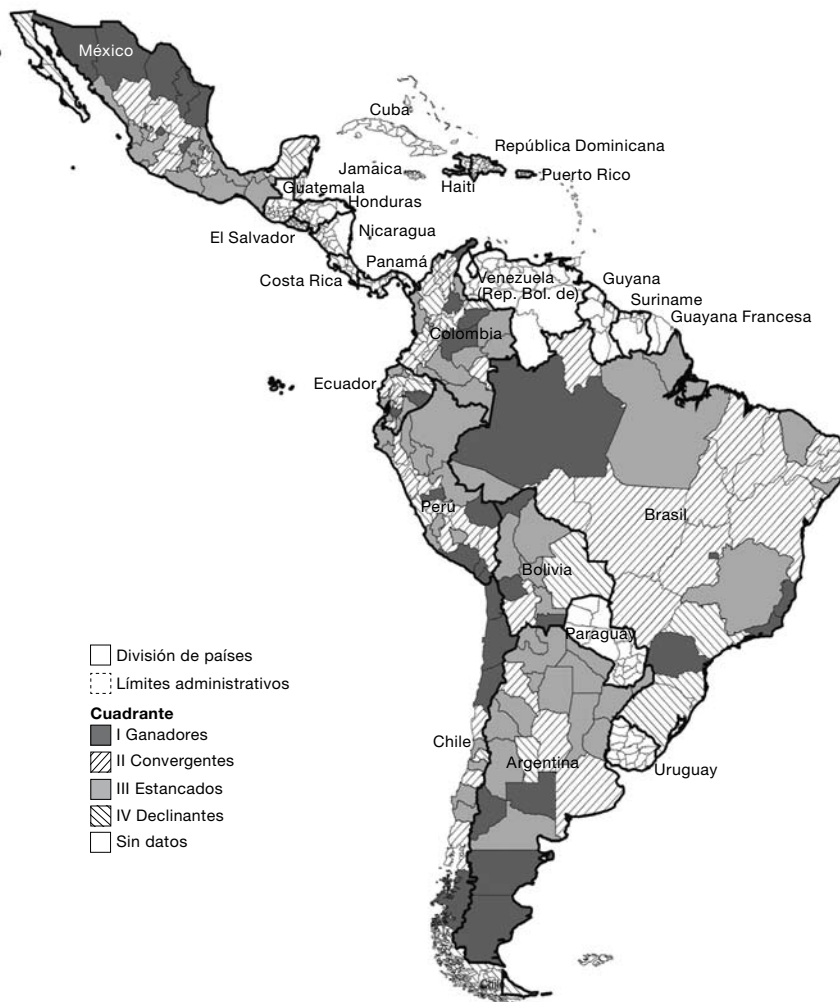 México
Cuba
República Dominicana
Jamaica
Haití
Puerto Rico
Guatemala
Honduras
Nicaragua
El Salvador
Panamá
Costa Rica
Venezuela
(Rep. Bol. de)
Guyana
Suriname
Guayana Francesa
Colombia
Ecuador
Perú
Brasil
Bolivia
Paraguay
Chile
Argentina
Uruguay
División de países
Límites administrativos
Cuadrante
I Ganadores
II Convergentes
III Estancados
IV Declinantes
Sin datos
Chile